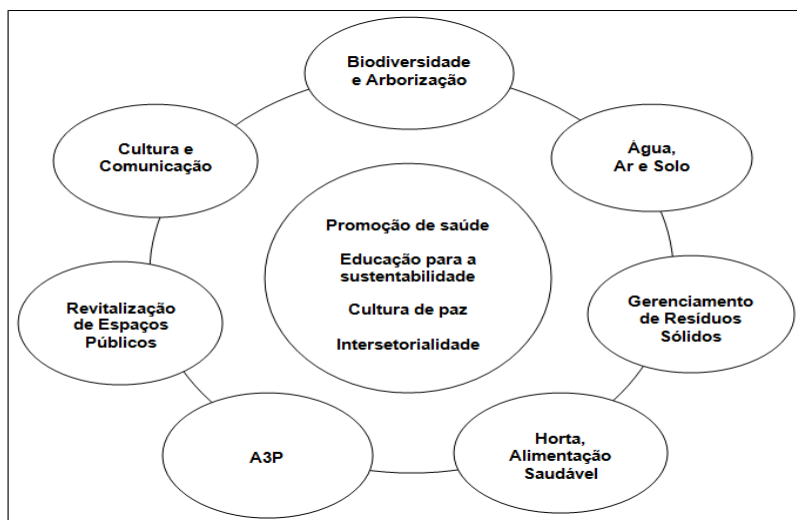 Biodiversidade
e Arborização
Água,
Ar e Solo
Gerenciamento
de Resíduos
Sólidos
Horta,
Alimentação
Saudável
A3P
Revitalização
de Espaços
Públicos
Cultura e
Comunicação
Promoção de saúde
Educação para a
sustentabilidade
Cultura de paz
Intersetorialidade